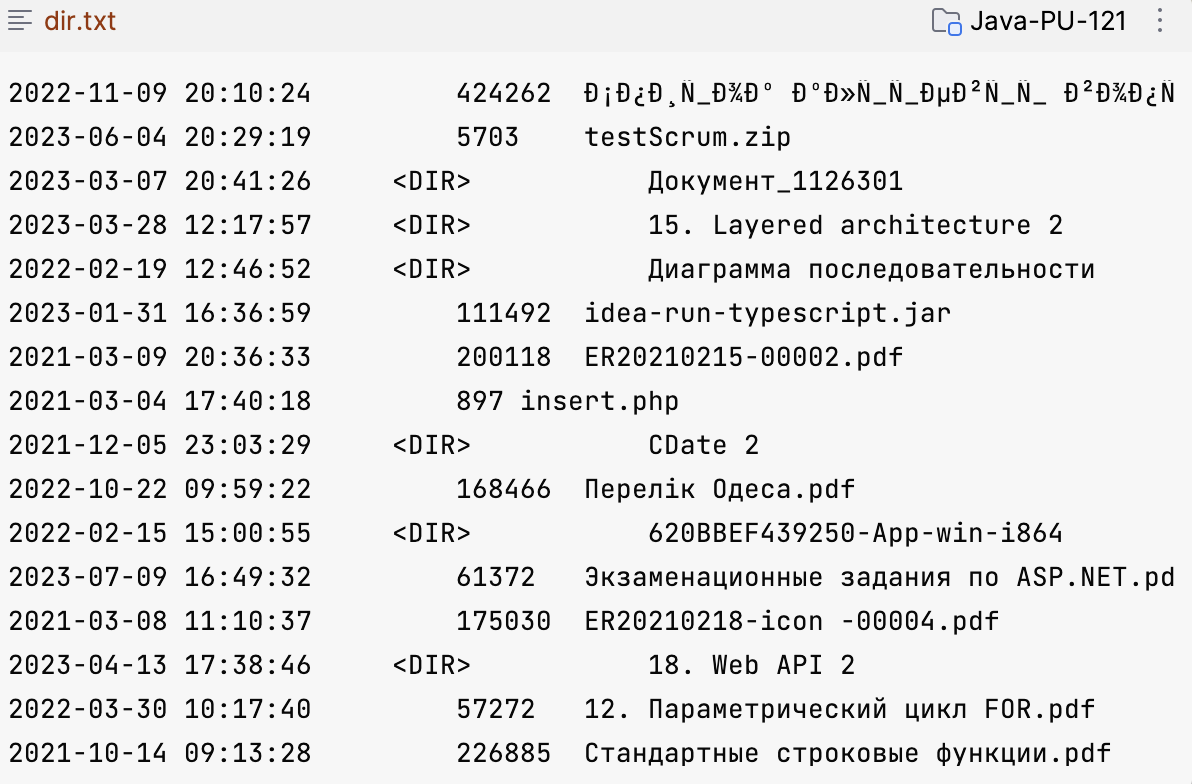 dir.txt
Java-PU-121
2022-11-09 20:10:24 424262 Ð¡Ð¿Ð¸Ñ_Ð¾Ðº ÐºÐ»Ñ_Ñ_ÐµÐ²Ñ_Ñ_ Ð²Ð¾Ð¿Ñ
2023-06-04 20:29:19 5703 testScrum.zip
2023-03-07 20:41:26 <DIR> Документ_1126301
2023-03-28 12:17:57 <DIR> 15. Layered architecture 2
2022-02-19 12:46:52 <DIR> Диаграмма последовательности
2023-01-31 16:36:59 111492 idea-run-typescript.jar
2021-03-09 20:36:33 200118 ER20210215-00002.pdf
2021-03-04 17:40:18 897 insert.php
2021-12-05 23:03:29 <DIR> CDate 2
2022-10-22 09:59:22 168466 Перелік Одеса.pdf
2022-02-15 15:00:55 <DIR> 620BBEF439250-App-win-i864
2023-07-09 16:49:32 61372 Экзаменационные задания по ASP.NET.pd
2021-03-08 11:10:37 175030 ER20210218-icon -00004.pdf
2023-04-13 17:38:46 <DIR> 18. Web API 2
2022-03-30 10:17:40 57272 12. Параметрический цикл FOR.pdf
2021-10-14 09:13:28 226885 Стандартные строковые функции.pdf